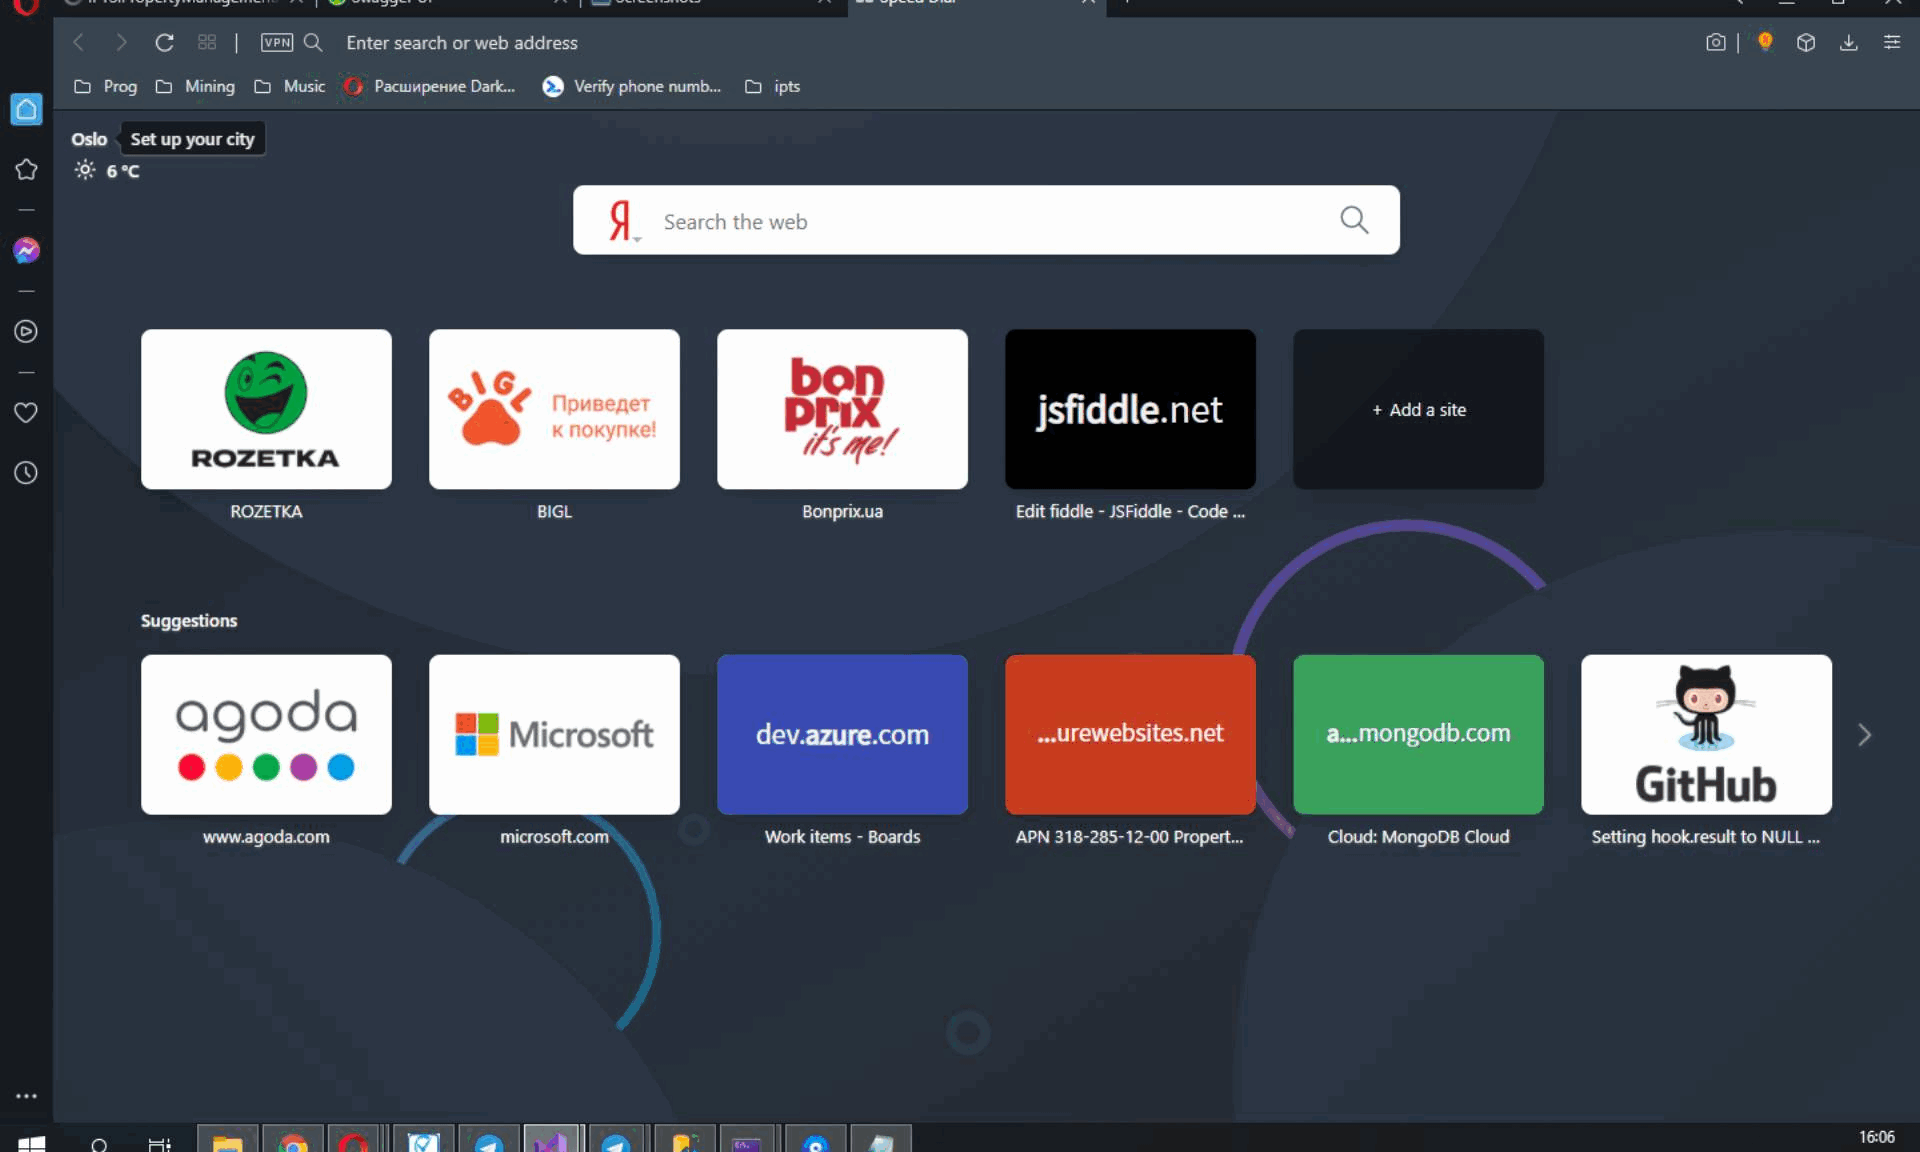 Speed Dial
VPN
Enter search or web address
Prog
Mining
Music
Расширение Dark...
Verify phone numb...
ipts
Oslo
Set up your city
6 °C
Я
Search the web
ROZETKA
BIGL
Приведет
к покупке!
bon
prix
it's me!
jsfiddle.net
+ Add a site
ROZETKA
BIGL
Bonprix.ua
Edit fiddle - JSFiddle - Code ...
Suggestions
agoda
Microsoft
dev.azure.com
...urewebsites.net
a...mongodb.com
GitHub
www.agoda.com
microsoft.com
Work items - Boards
APN 318-285-12-00 Propert...
Cloud: MongoDB Cloud
Setting hook.result to NULL ...
16:06